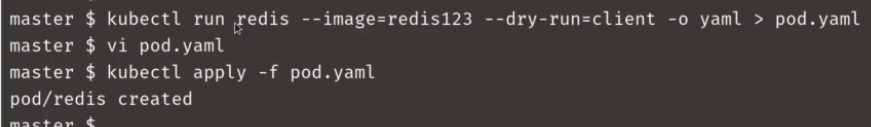 master $ kubectl run redis --image=redis123 --dry-run=client -o yaml > pod.yaml
master $ vi pod.yaml
master $ kubectl apply -f pod.yaml
pod/redis created
master $